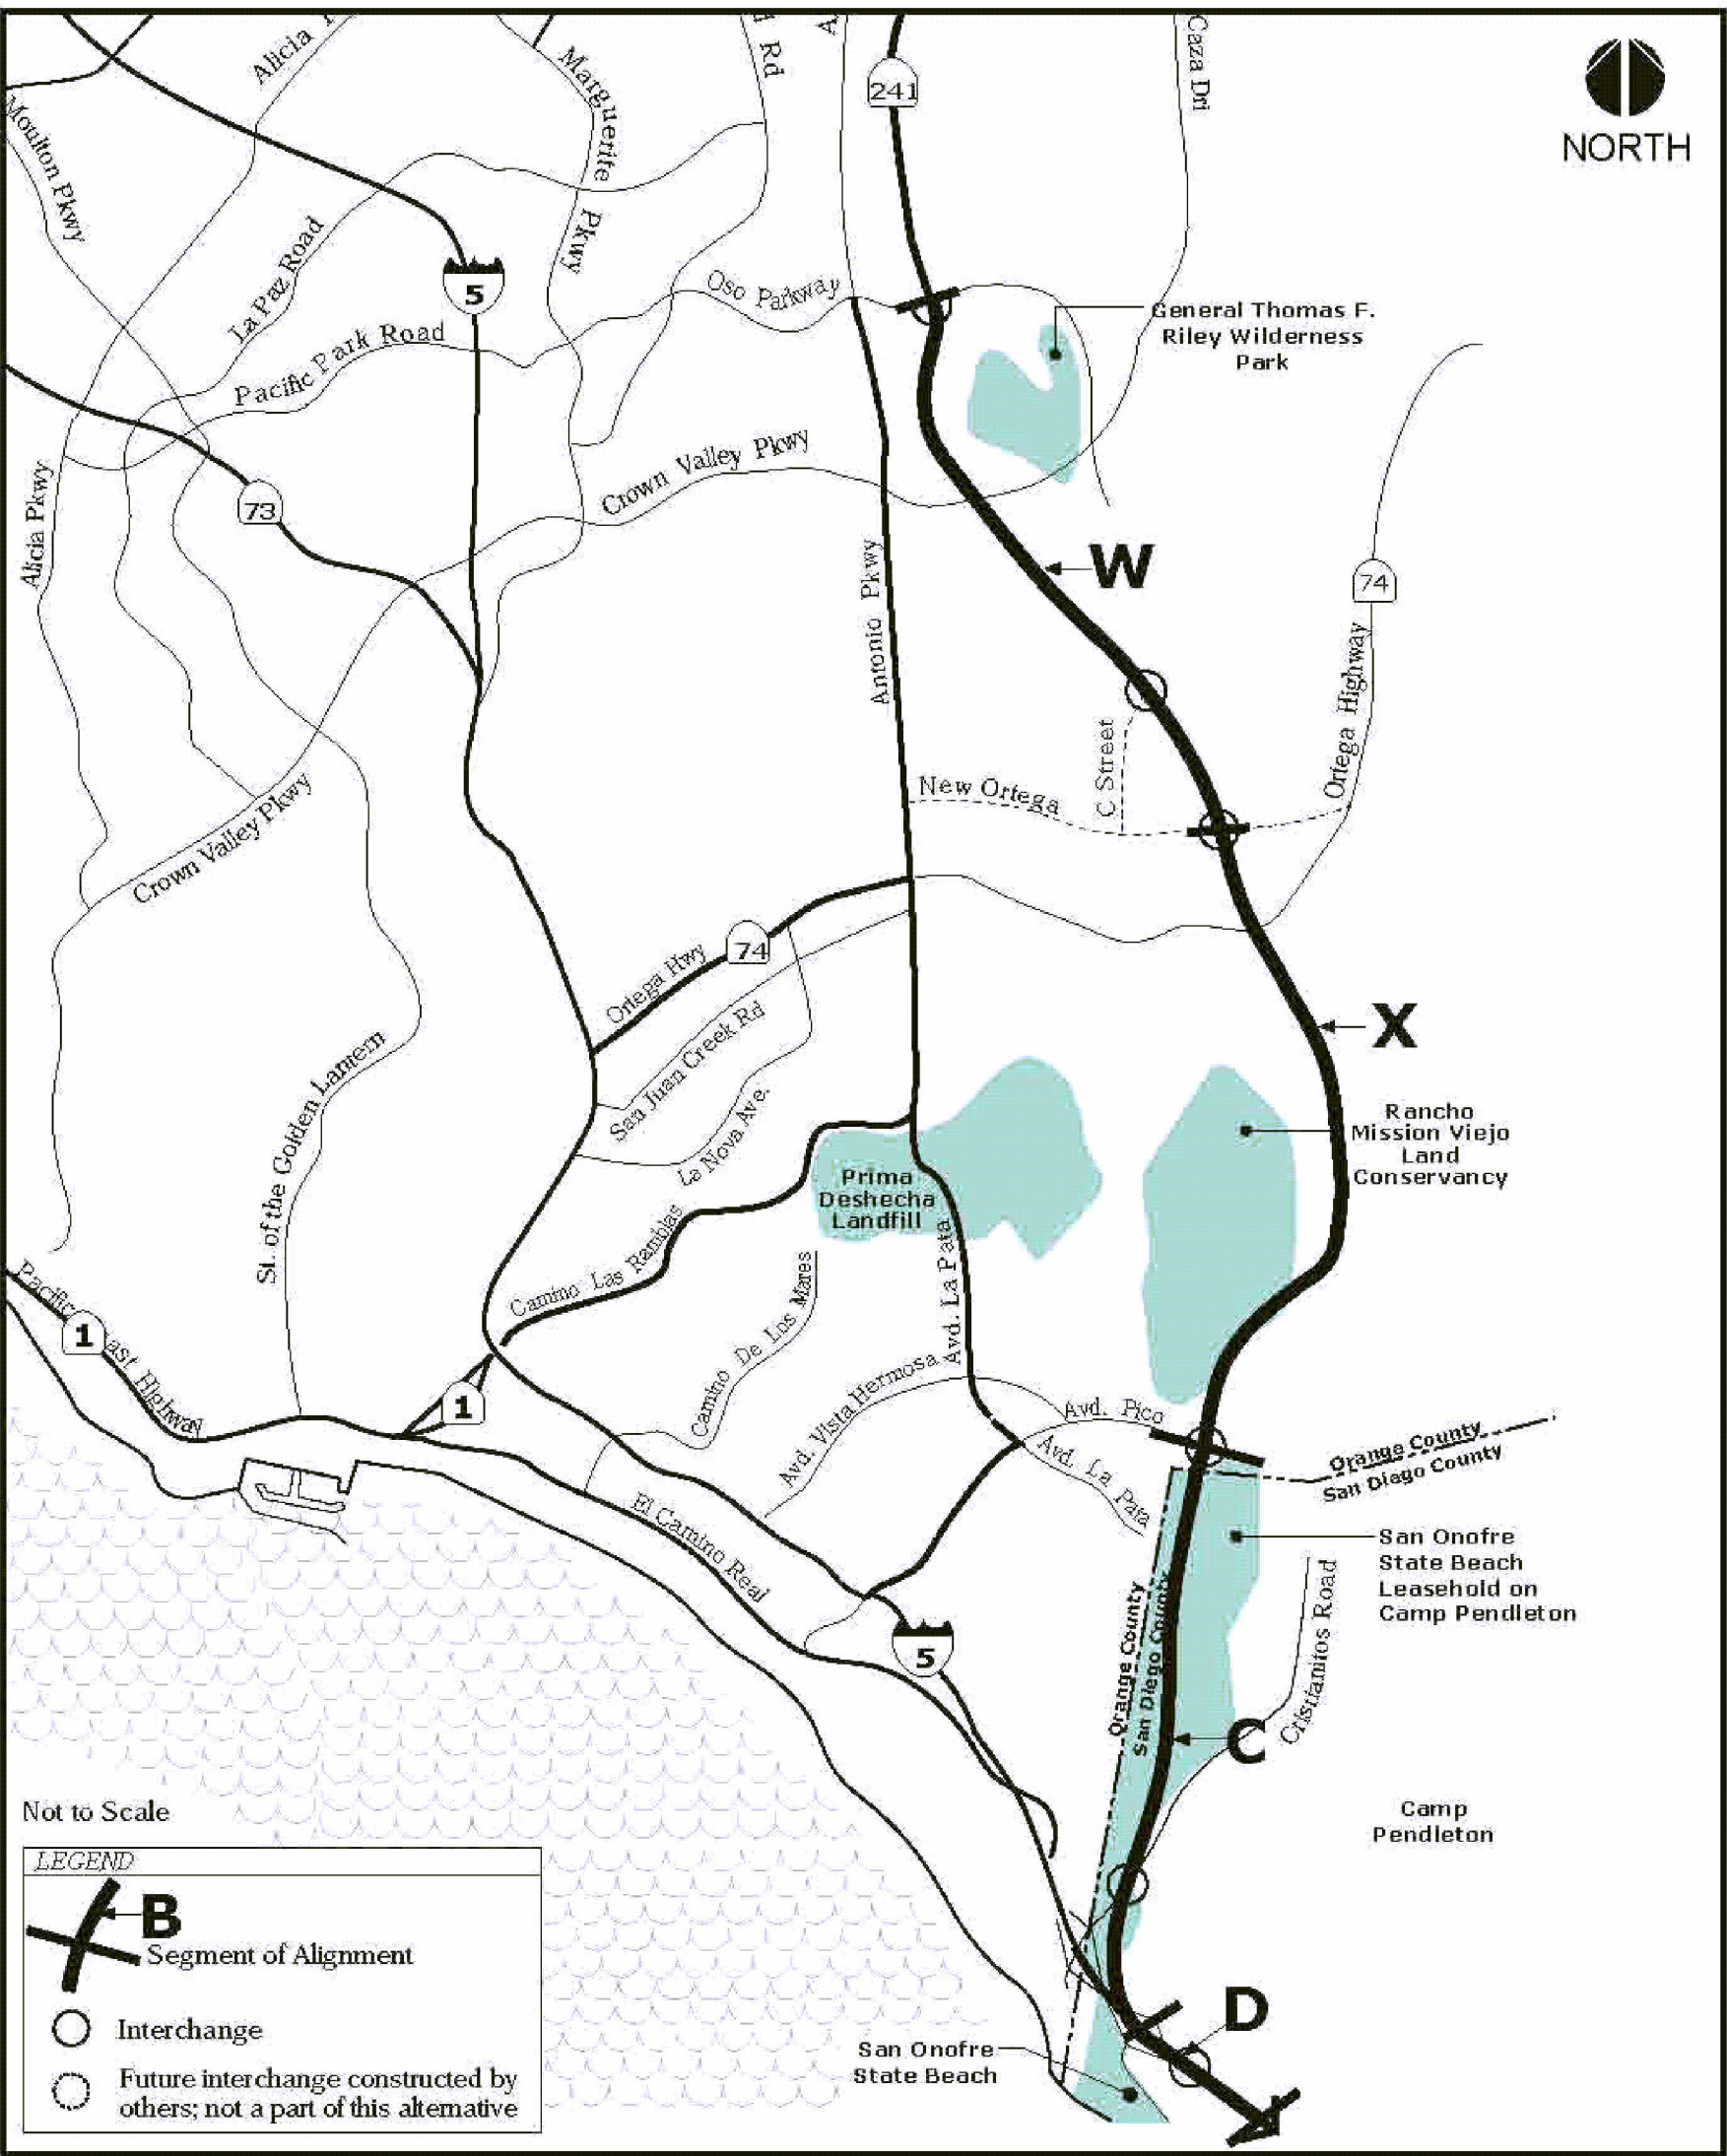 Alicia
Marguerite
Pkwy
Rd
241
Caza Dri
NORTH
Moulton Pkwy
La Paz Road
5
Oso Parkway
General Thomas F.
Riley Wilderness
Park
Pacific Park Road
Crown Valley Pkwy
73
Alicia Pkwy
W
74
Antonio Pkwy
Ortega Highway
C Street
New Ortega
Crown Valley Pkwy
74
Ortega Hwy
X
San Juan Creek Rd
La Nova Ave.
St. of the Golden Lantern
Rancho
Mission Viejo
Land
Conservancy
Prima
Deshecha
Landfill
Camino Las Ramblas
Avd. La Pata
Camino De Los Mares
Pacific
1
ast Highway
1
Avd. Vista Hermosa
Avd. Pico
Avd. La Pata
Orange County
San Diego County
El Camino Real
San Onofre
State Beach
Leasehold on
Camp Pendleton
Orange County
San Diego County
Cristianitos Road
5
C
Camp
Pendleton
Not to Scale
LEGEND
B
Segment of Alignment
Interchange
Future interchange constructed by
others; not a part of this alternative
D
San Onofre
State Beach